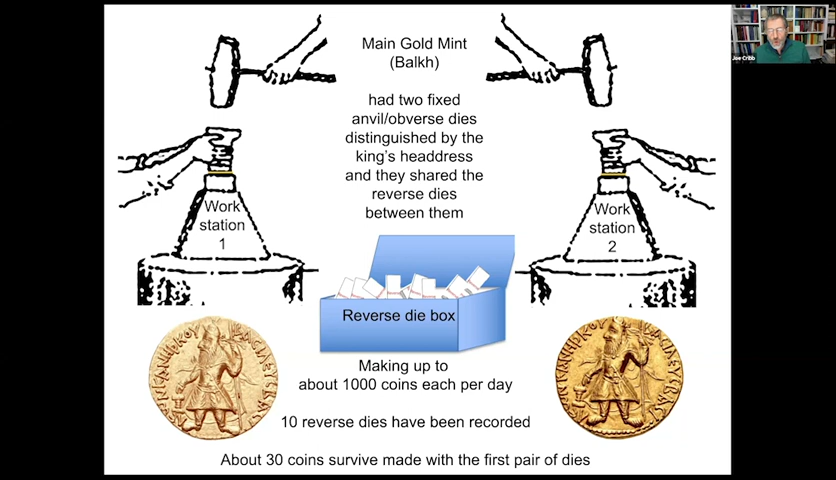 Main Gold Mint
(Balkh)
had two fixed
anvil/obverse dies
distinguished by the
king's headdress
and they shared the
reverse dies
between them
Work
station
1
Work
station
2
Reverse die box
Making up to
about 1000 coins each per day
10 reverse dies have been recorded
About 30 coins survive made with the first pair of dies
Joe Cribb